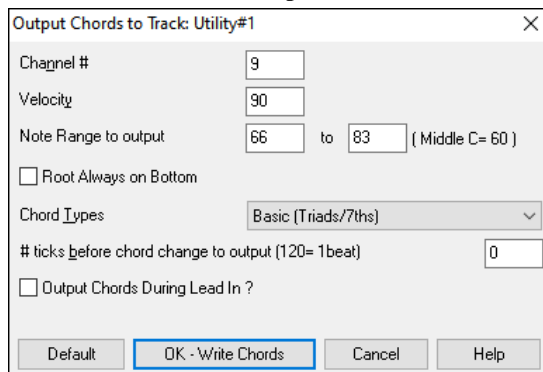 Output Chords to Track: Utility#1
Channel # 9
Velocity 90
Note Range to output 66 to 83 ( Middle C= 60 )
Root Always on Bottom
Chord Types Basic (Triads/7ths)
# ticks before chord change to output (120= 1beat) 0
Output Chords During Lead In ?
Default OK - Write Chords Cancel Help